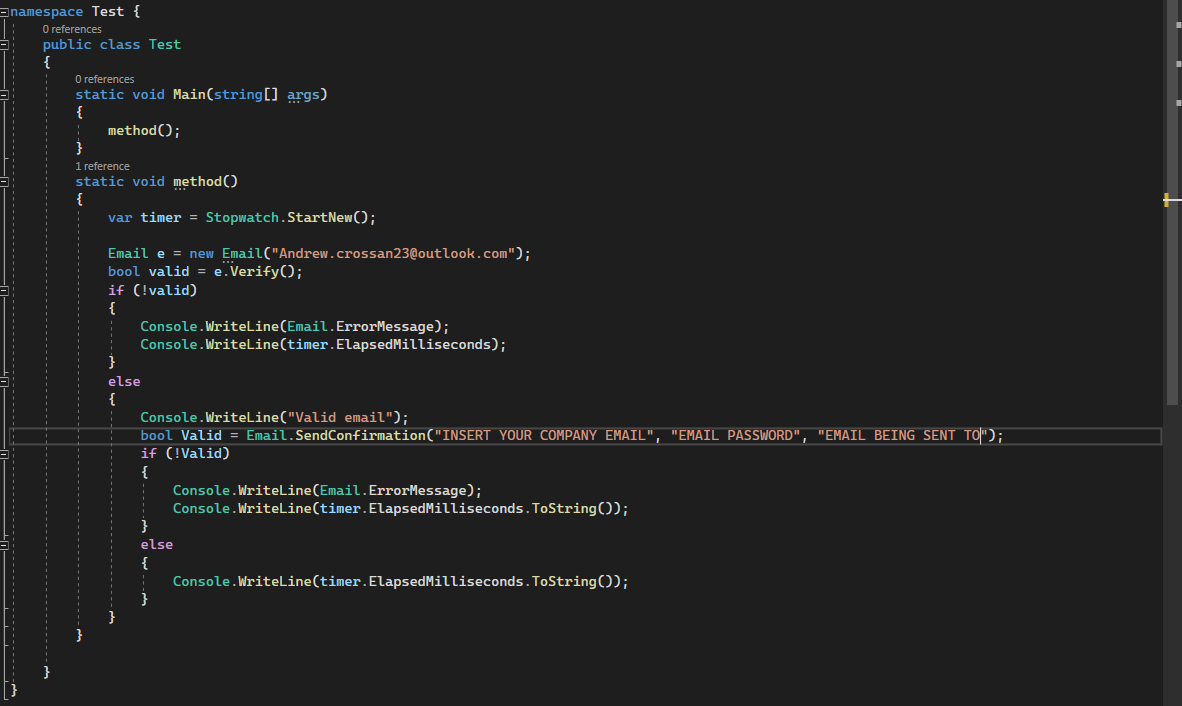 namespace Test {
0 references
public class Test
{
0 references
static void Main(string[] args)
{
method();
}
1 reference
static void method()
{
var timer = Stopwatch.StartNew();
Email e = new Email("Andrew.crossan23@outlook.com");
bool valid = e.Verify();
if (!valid)
{
Console.WriteLine(Email.ErrorMessage);
Console.WriteLine(timer.ElapsedMilliseconds);
}
else
{
Console.WriteLine("Valid email");
bool Valid = Email.SendConfirmation("INSERT YOUR COMPANY EMAIL", "EMAIL PASSWORD", "EMAIL BEING SENT TO");
if (!Valid)
{
Console.WriteLine(Email.ErrorMessage);
Console.WriteLine(timer.ElapsedMilliseconds.ToString());
}
else
{
Console.WriteLine(timer.ElapsedMilliseconds.ToString());
}
}
}
}
}